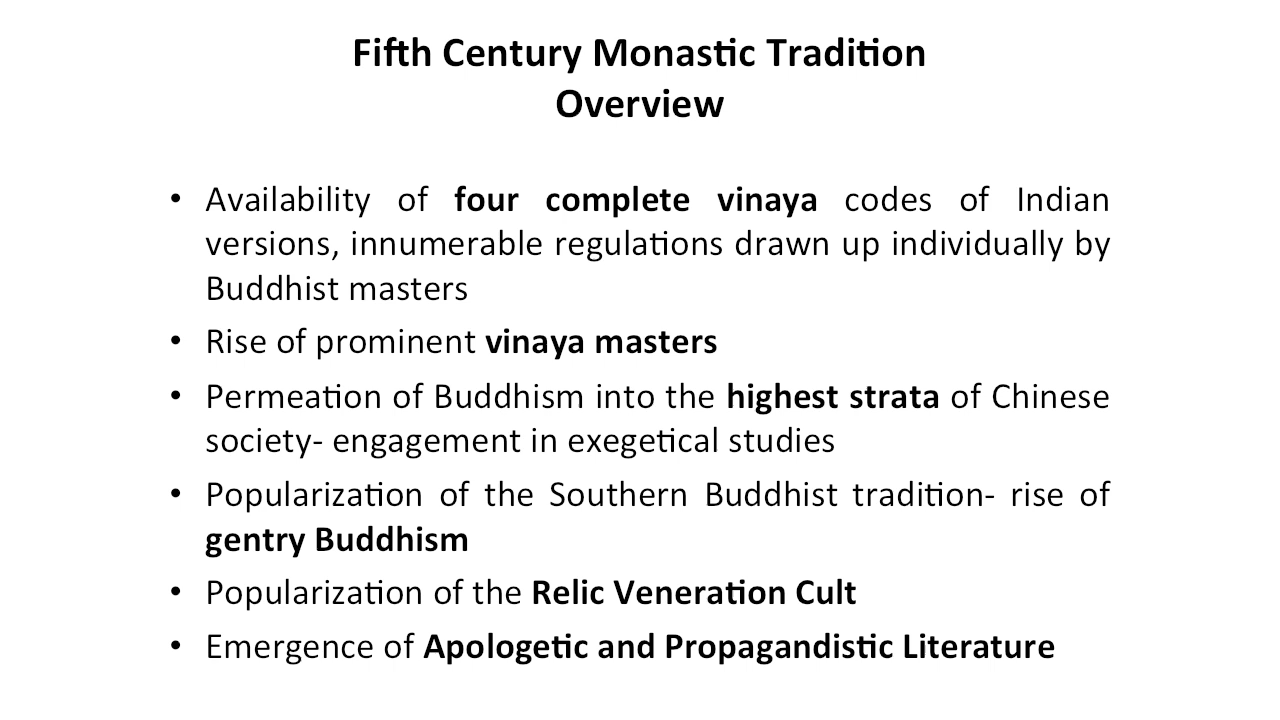 Fifth Century Monastic Tradition
Overview
• Availability of four complete vinaya codes of Indian
versions, innumerable regulations drawn up individually by
Buddhist masters
• Rise of prominent vinaya masters
• Permeation of Buddhism into the highest strata of Chinese
society- engagement in exegetical studies
• Popularization of the Southern Buddhist tradition- rise of
gentry Buddhism
• Popularization of the Relic Veneration Cult
• Emergence of Apologetic and Propagandistic Literature